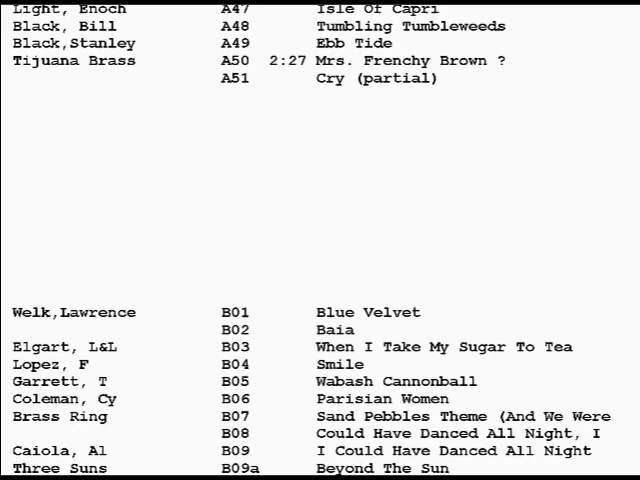 Light, Enoch A47 Isle Of Capri
Black, Bill A48 Tumbling Tumbleweeds
Black,Stanley A49 Ebb Tide
Tijuana Brass A50 2:27 Mrs. Frenchy Brown ?
A51 Cry (partial)
Welk,Lawrence B01 Blue Velvet
B02 Baia
Elgart, L&L B03 When I Take My Sugar To Tea
Lopez, F B04 Smile
Garrett, T B05 Wabash Cannonball
Coleman, Cy B06 Parisian Women
Brass Ring B07 Sand Pebbles Theme (And We Were
B08 Could Have Danced All Night, I
Caiola, Al B09 I Could Have Danced All Night
Three Suns B09a Beyond The Sun